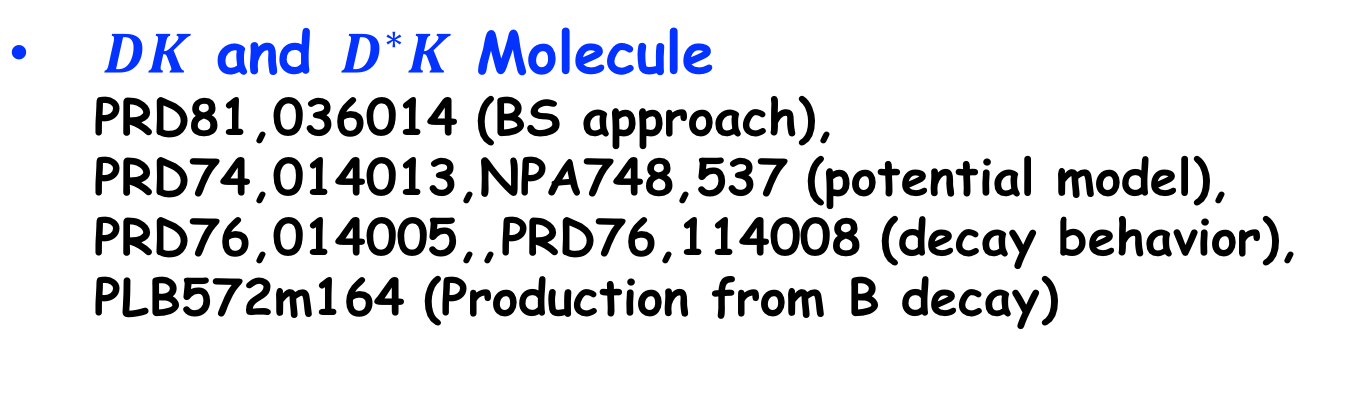 • DK and D*K Molecule
PRD81,036014 (BS approach),
PRD74,014013,NPA748,537 (potential model),
PRD76,014005,,PRD76,114008 (decay behavior),
PLB572m164 (Production from B decay)